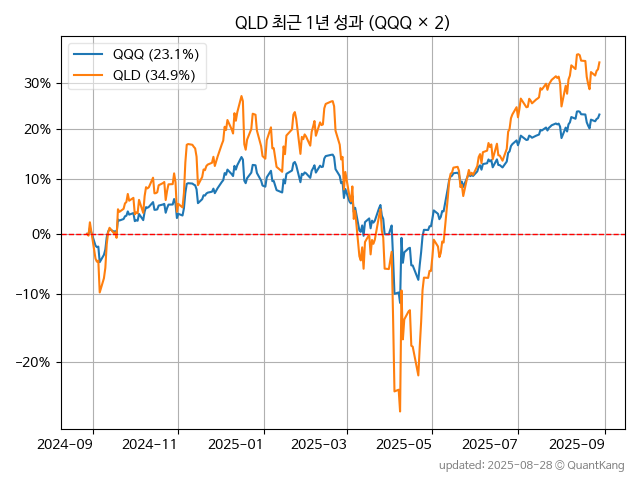 QLD 최근 1년 성과 (QQQ × 2)
QQQ (23.1%)
QLD (34.9%)
30%
20%
10%
0%
−10%
−20%
2024-09 2024-11 2025-01 2025-03 2025-05 2025-07 2025-09
updated: 2025-08-28 © QuantKang